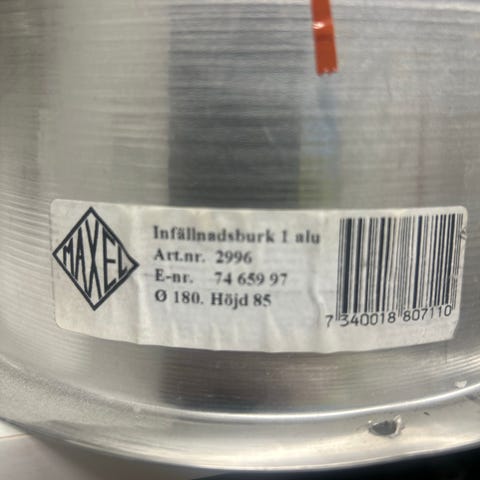 MAXEL
Infällnadsburk 1 alu
Art.nr. 2996
E-nr. 74 659 97
Ø 180. Höjd 85
7 340018 807110